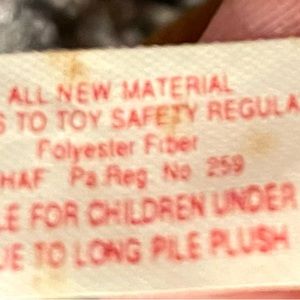 ALL NEW MATERIAL
S TO TOY SAFETY REGULA
Polyester Fiber
HAF Pa.Reg. No 259
LE FOR CHILDREN UNDER
UE TO LONG PILE PLUSH